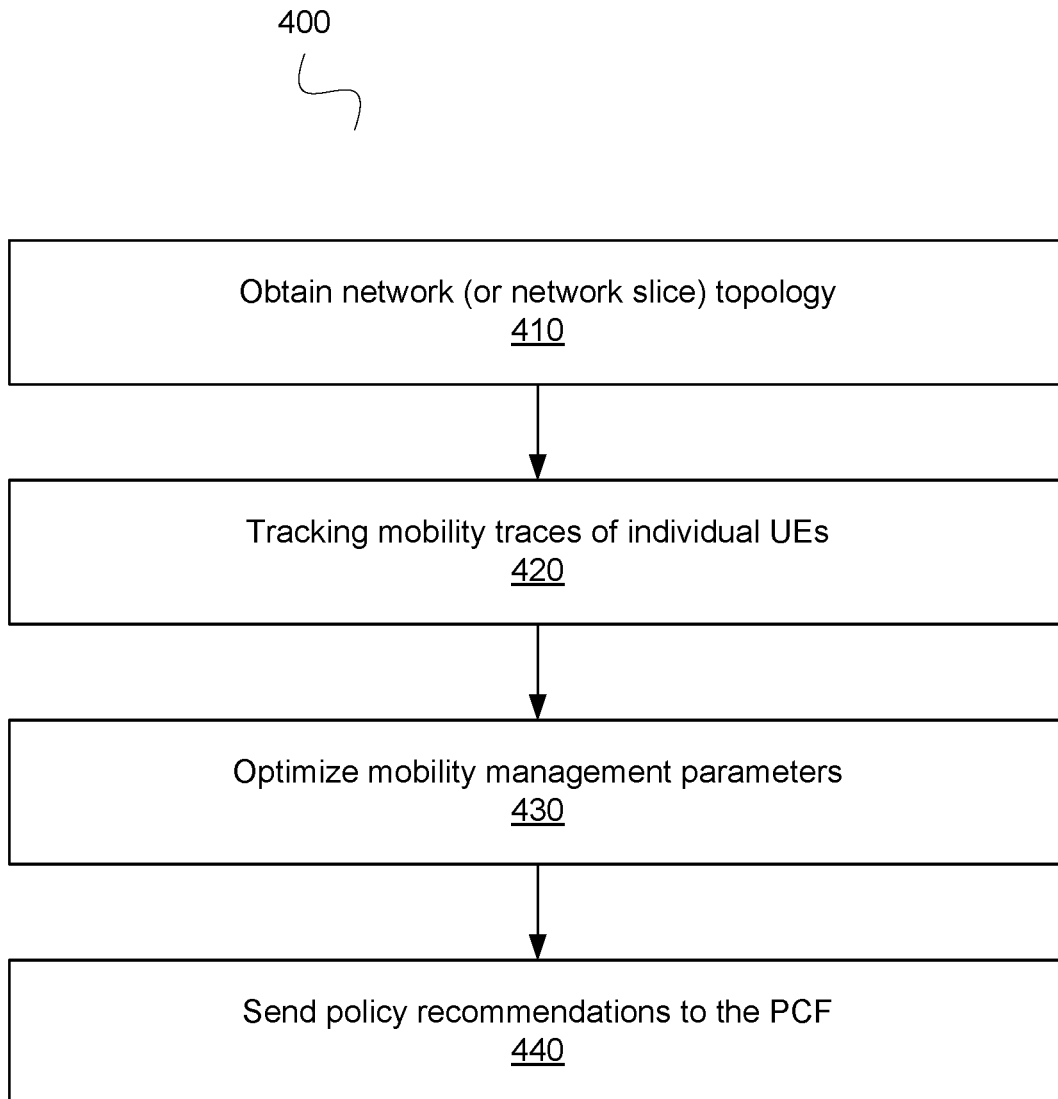 400
Obtain network (or network slice) topology
410
Tracking mobility traces of individual UEs
420
Optimize mobility management parameters
430
Send policy recommendations to the PCF
440